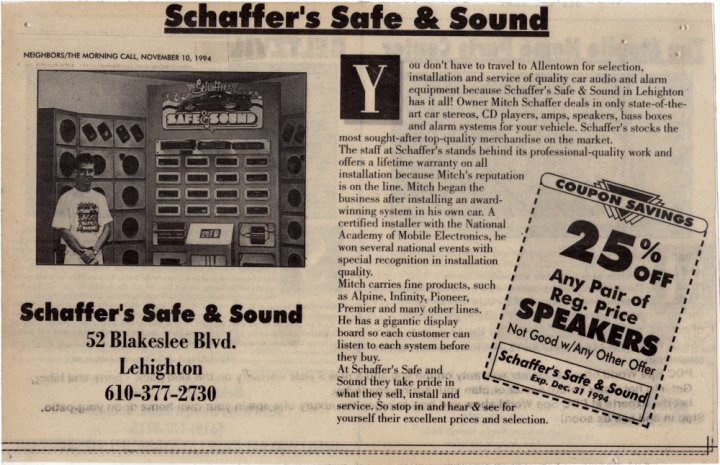 Schaffer's Safe & Sound
NEIGHBORS/THE MORNING CALL, NOVEMBER 10, 1994
Schaffer's
SAFE & SOUND
Schaffer's Safe & Sound
52 Blakeslee Blvd.
Lehighton
610-377-2730
You don't have to travel to Allentown for selection,
installation and service of quality car audio and alarm
equipment because Schaffer's Safe & Sound in Lehighton
has it all! Owner Mitch Schaffer deals in only state-of-the-
art car stereos, CD players, amps, speakers, bass boxes
and alarm systems for your vehicle. Schaffer's stocks the
most sought-after top-quality merchandise on the market.
The staff at Schaffer's stands behind its professional-quality work and
offers a lifetime warranty on all
installation because Mitch's reputation
is on the line. Mitch began the
business after installing an award-
winning system in his own car. A
certified installer with the National
Academy of Mobile Electronics, he
won several national events with
special recognition in installation
quality.
Mitch carries fine products, such
as Alpine, Infinity, Pioneer,
Premier and many other lines.
He has a gigantic display
board so each customer can
listen to each system before
they buy.
At Schaffer's Safe and
Sound they take pride in
what they sell, install and
service. So stop in and hear & see for
yourself their excellent prices and selection.
COUPON SAVINGS
25% OFF
Any Pair of
Reg. Price
SPEAKERS
Not Good w/Any Other Offer
Schaffer's Safe & Sound
Exp. Dec. 31 1994